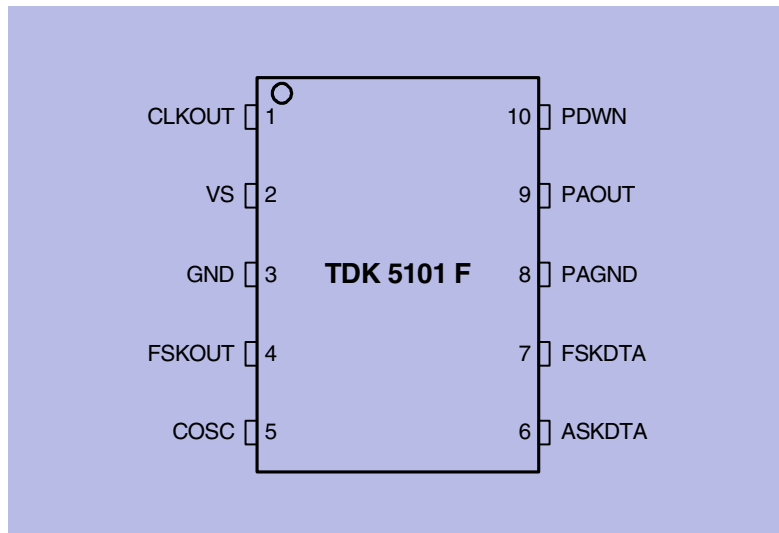 CLKOUT 1 10 PDWN
VS 2 9 PAOUT
GND 3 TDK 5101 F 8 PAGND
FSKOUT 4 7 FSKDTA
COSC 5 6 ASKDTA